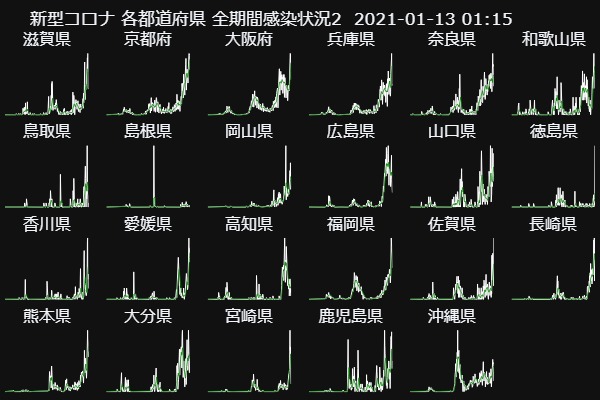 新型コロナ 各都道府県 全期間感染状況2 2021-01-13 01:15
滋賀県 京都府 大阪府 兵庫県 奈良県 和歌山県
鳥取県 島根県 岡山県 広島県 山口県 徳島県
香川県 愛媛県 高知県 福岡県 佐賀県 長崎県
熊本県 大分県 宮崎県 鹿児島県 沖縄県